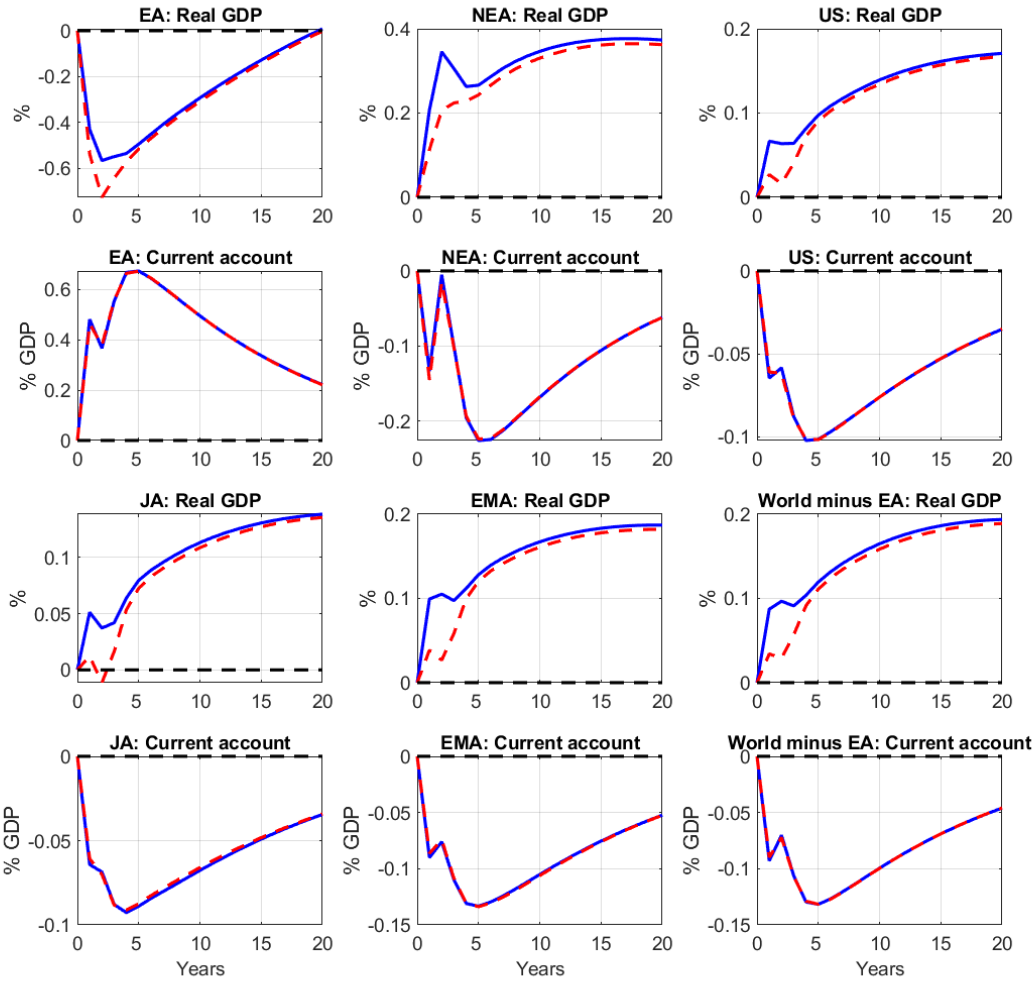 EA: Real GDP
NEA: Real GDP
US: Real GDP
%
0
-0.2
-0.4
-0.6
0 5 10 15 20
%
0.4
0.2
0
0 5 10 15 20
%
0.2
0.1
0
0 5 10 15 20
EA: Current account
NEA: Current account
US: Current account
% GDP
0.6
0.4
0.2
0
0 5 10 15 20
% GDP
0
-0.1
-0.2
0 5 10 15 20
% GDP
0
-0.05
-0.1
0 5 10 15 20
JA: Real GDP
EMA: Real GDP
World minus EA: Real GDP
%
0.1
0.05
0
0 5 10 15 20
%
0.2
0.1
0
0 5 10 15 20
%
0.2
0.1
0
0 5 10 15 20
JA: Current account
EMA: Current account
World minus EA: Current account
% GDP
0
-0.05
-0.1
0 5 10 15 20
Years
% GDP
0
-0.05
-0.1
-0.15
0 5 10 15 20
Years
% GDP
0
-0.05
-0.1
-0.15
0 5 10 15 20
Years